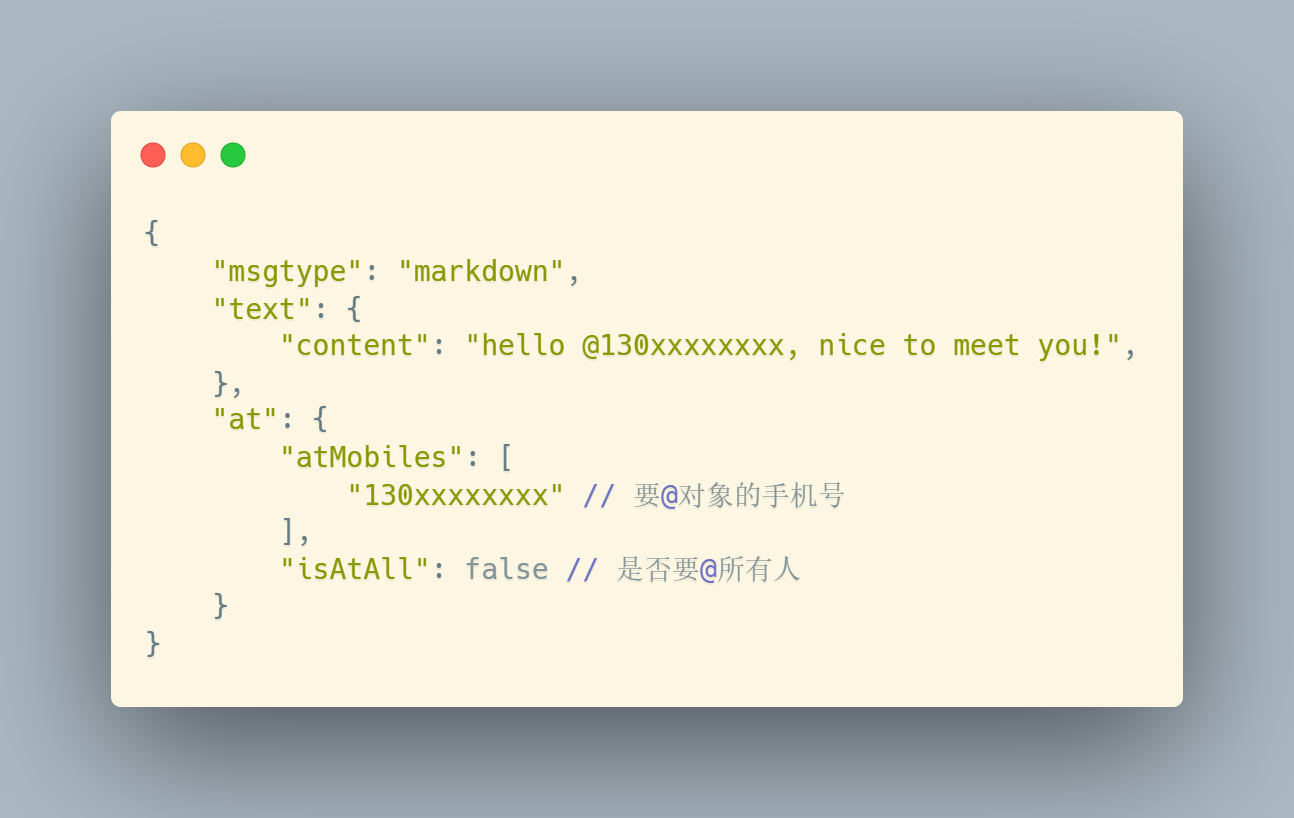 {
    "msgtype": "markdown",
    "text": {
        "content": "hello @130xxxxxxxx, nice to meet you!",
    },
    "at": {
        "atMobiles": [
            "130xxxxxxxx" // 要@对象的手机号
        ],
        "isAtAll": false // 是否要@所有人
    }
}